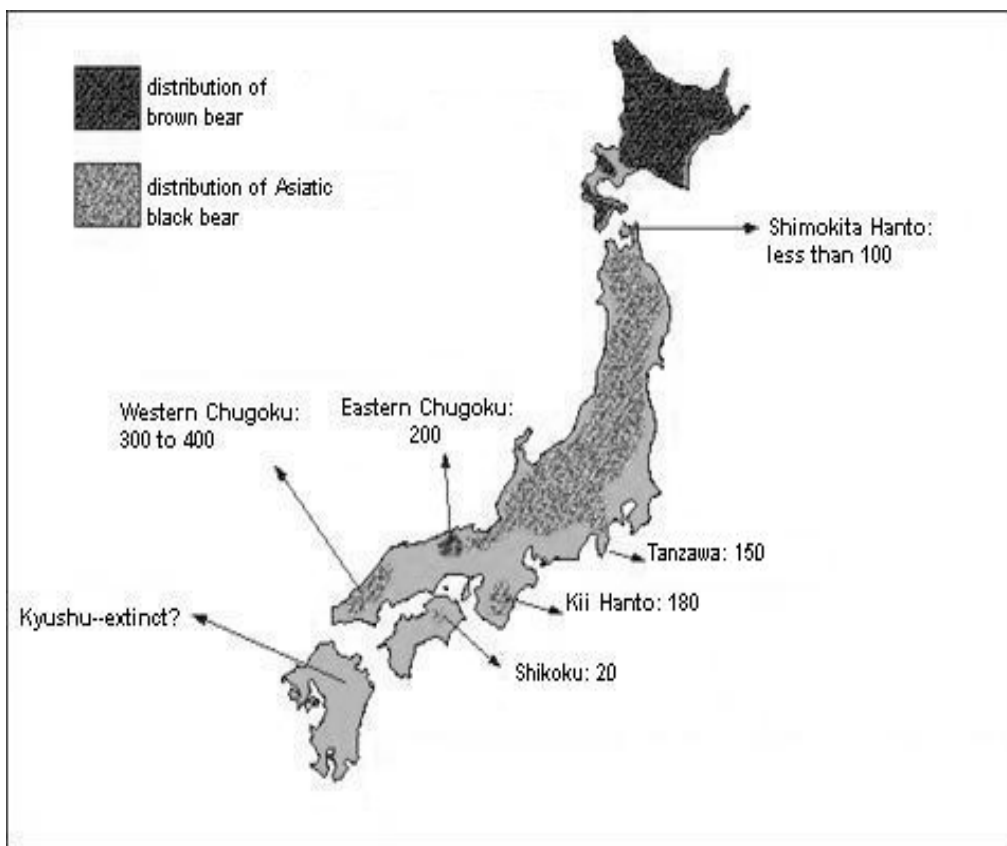 distribution of
brown bear
distribution of Asiatic
black bear
Shimokita Hanto:
less than 100
Western Chugoku:
300 to 400
Eastern Chugoku:
200
Tanzawa: 150
Kii Hanto: 180
Kyushu--extinct?
Shikoku: 20